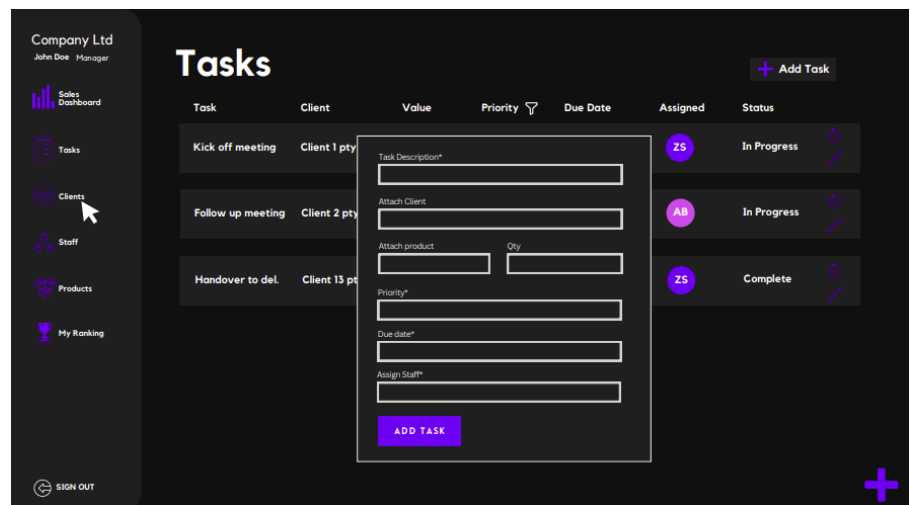 Company Ltd
John Doe Manager
Sales
Dashboard
Tasks
Clients
Staff
Products
My Ranking
SIGN OUT
Tasks
Add Task
Task Client Value Priority Due Date Assigned Status
Kick off meeting Client 1 pty ZS In Progress
Follow up meeting Client 2 pty AB In Progress
Handover to del. Client 13 pt ZS Complete
Task Description*
Attach Client
Attach product Qty
Priority*
Due date*
Assign Staff*
ADD TASK